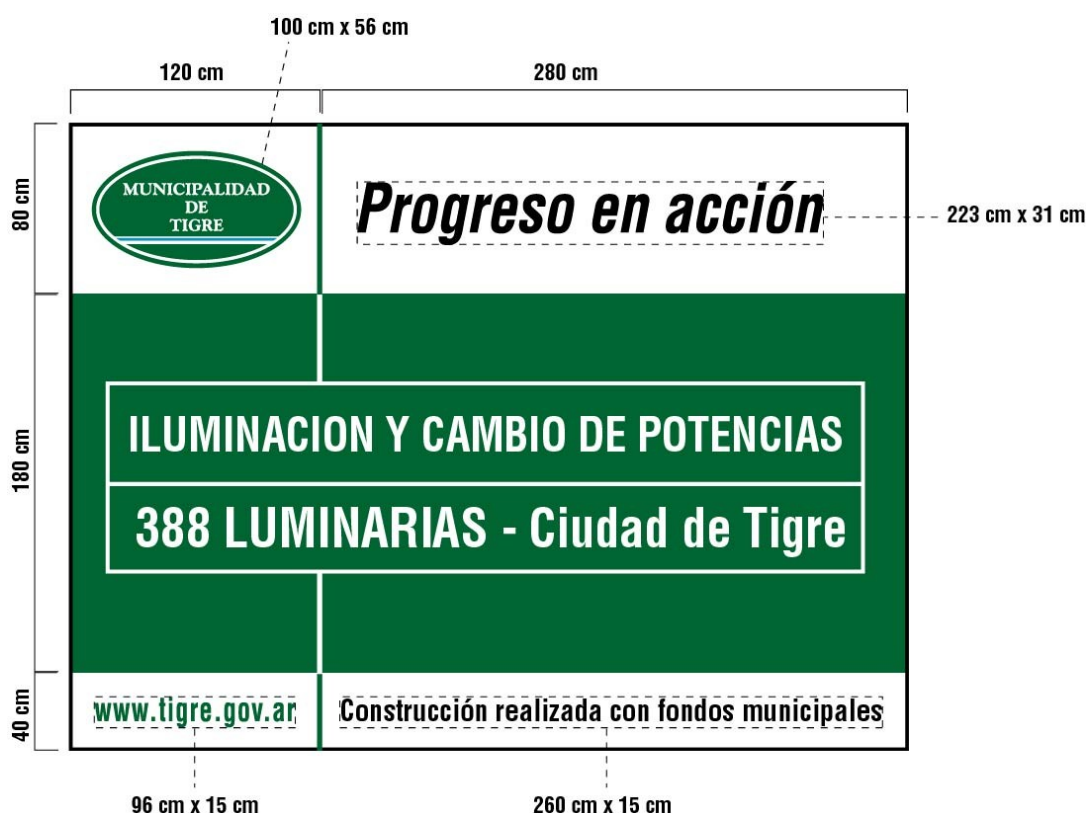 100 cm x 56 cm
120 cm
280 cm
80 cm
MUNICIPALIDAD
DE
TIGRE
Progreso en acción
223 cm x 31 cm
180 cm
ILUMINACION Y CAMBIO DE POTENCIAS
388 LUMINARIAS - Ciudad de Tigre
40 cm
www.tigre.gov.ar
Construcción realizada con fondos municipales
96 cm x 15 cm
260 cm x 15 cm